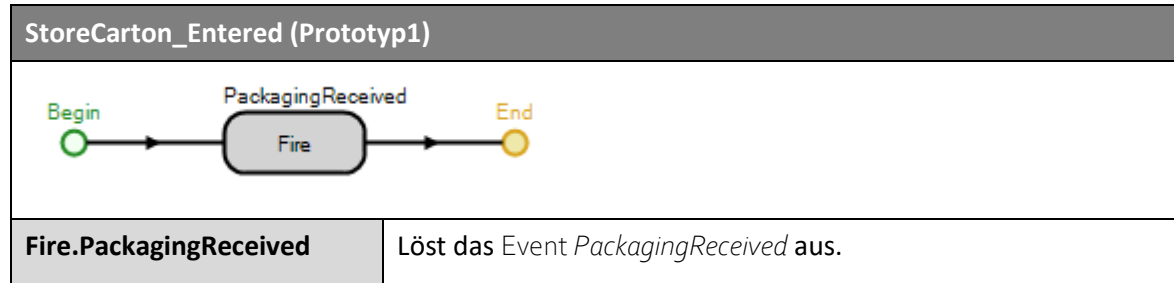 StoreCarton_Entered (Prototyp1)
PackagingReceived
Begin
End
Fire
Fire.PackagingReceived
Löst das Event PackagingReceived aus.